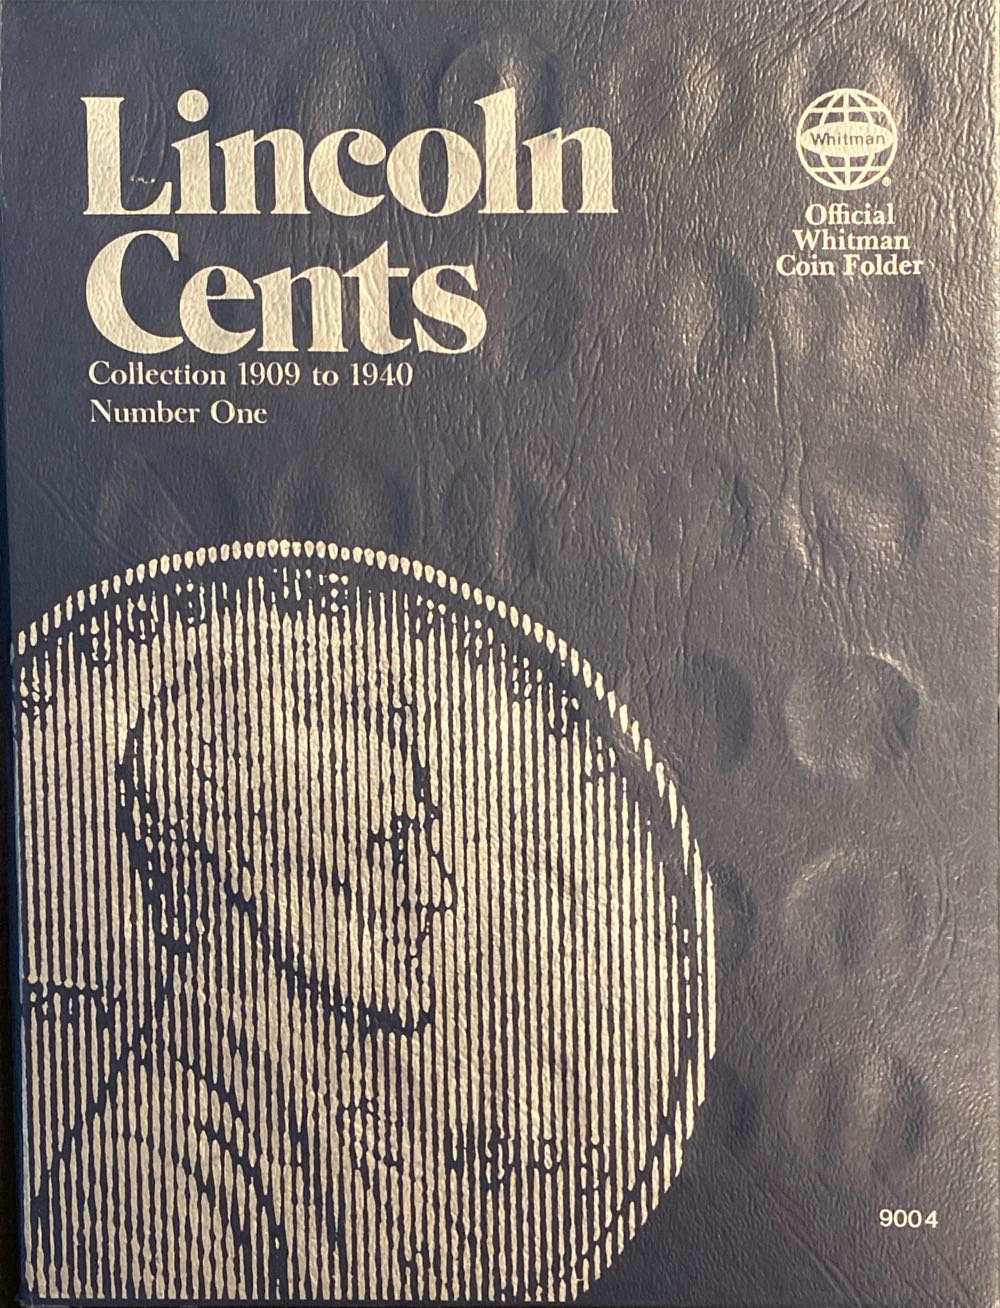 Lincoln
Cents
Collection 1909 to 1940
Number One
Whitman
®
Official
Whitman
Coin Folder
9004